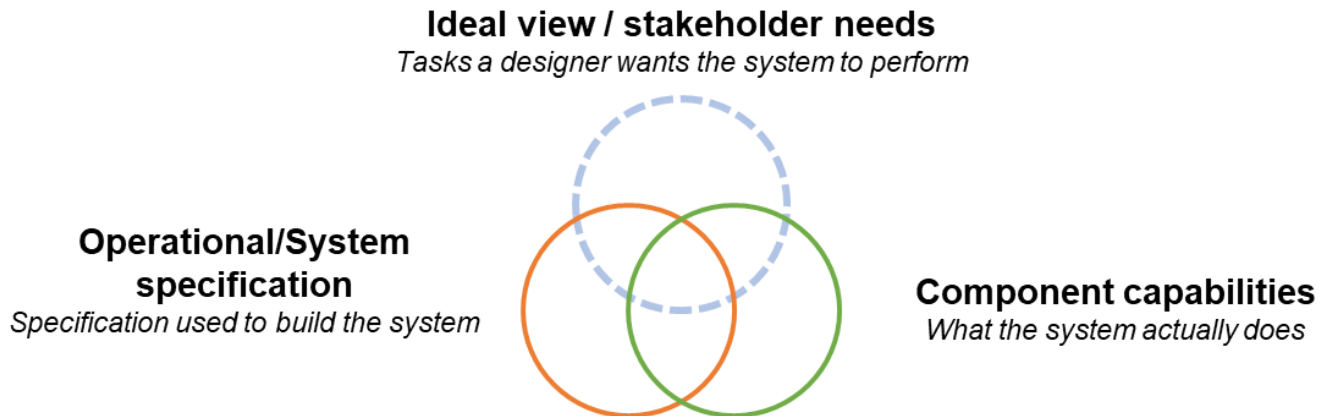 Ideal view / stakeholder needs
Tasks a designer wants the system to perform
Operational/System
specification
Specification used to build the system
Component capabilities
What the system actually does